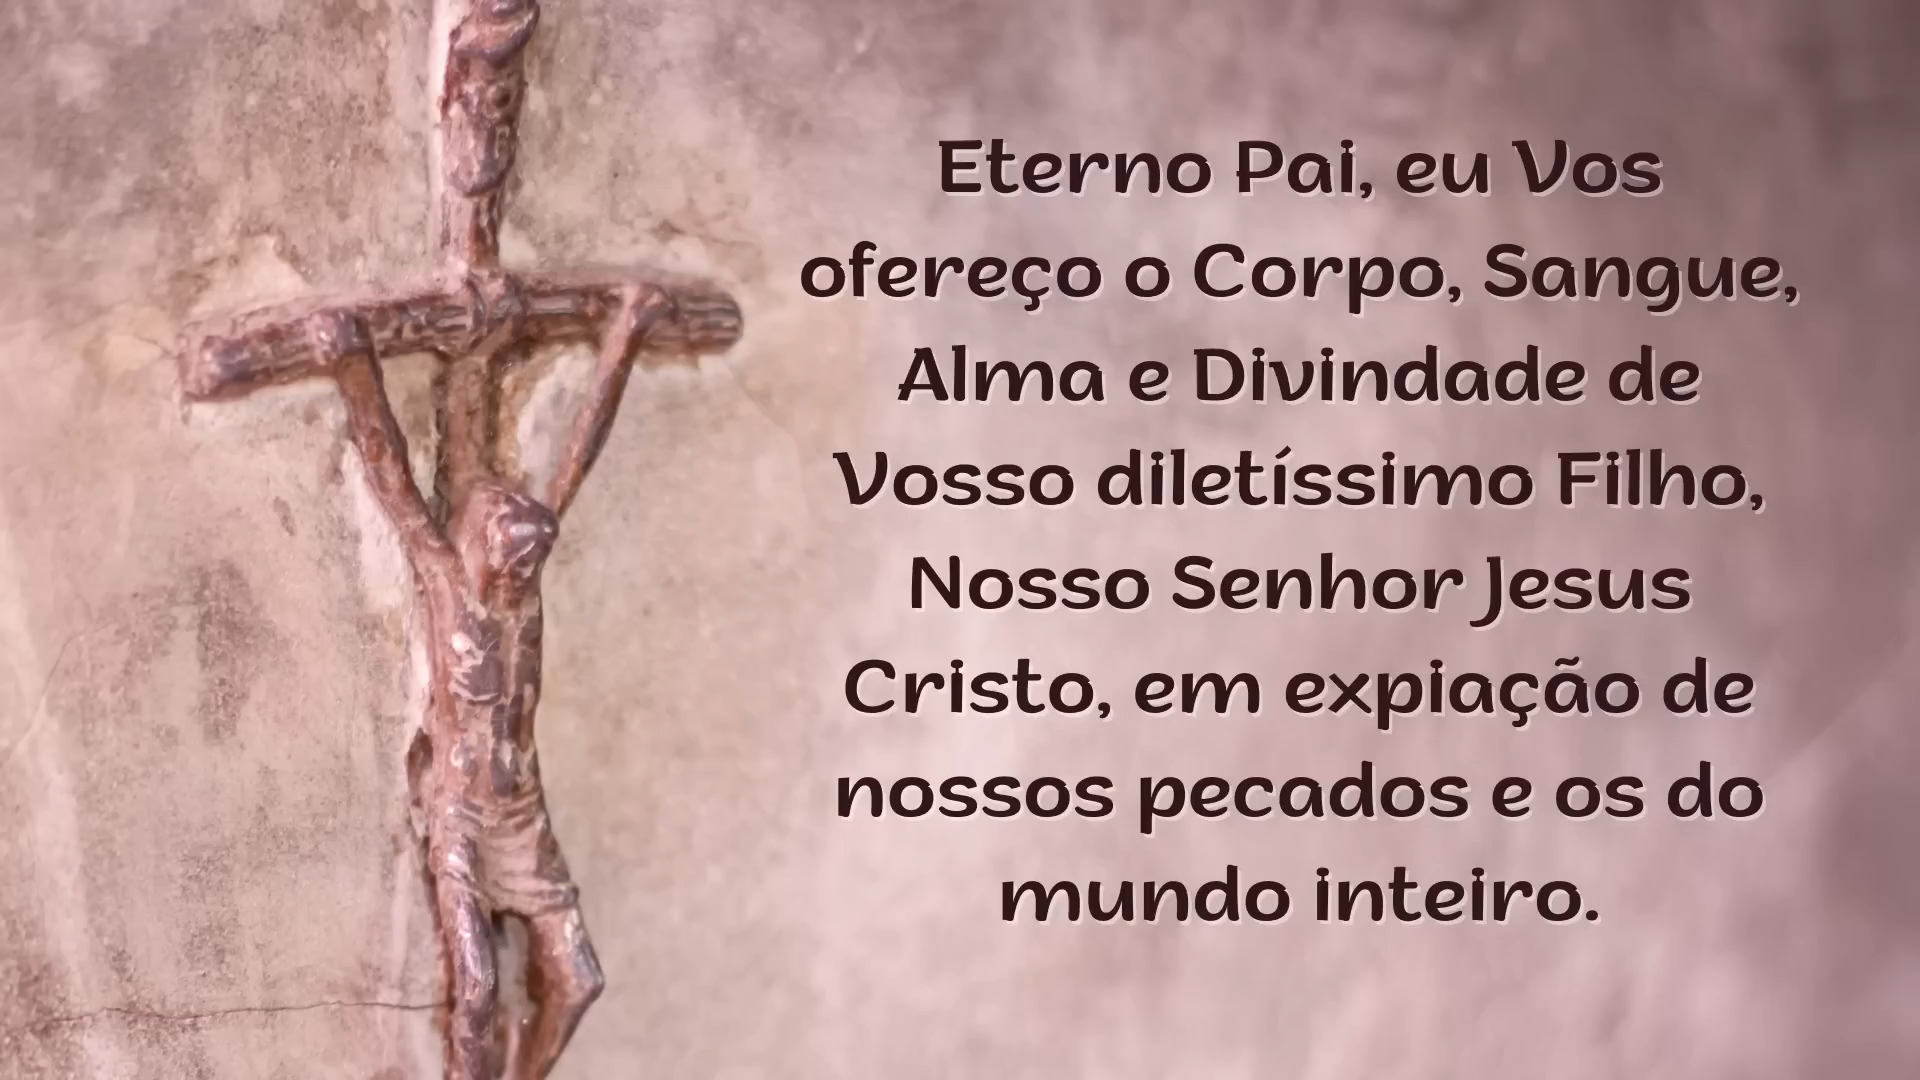 Eterno Pai, eu Vos
ofereço o Corpo, Sangue,
Alma e Divindade de
Vosso diletíssimo Filho,
Nosso Senhor Jesus
Cristo, em expiação de
nossos pecados e os do
mundo inteiro.